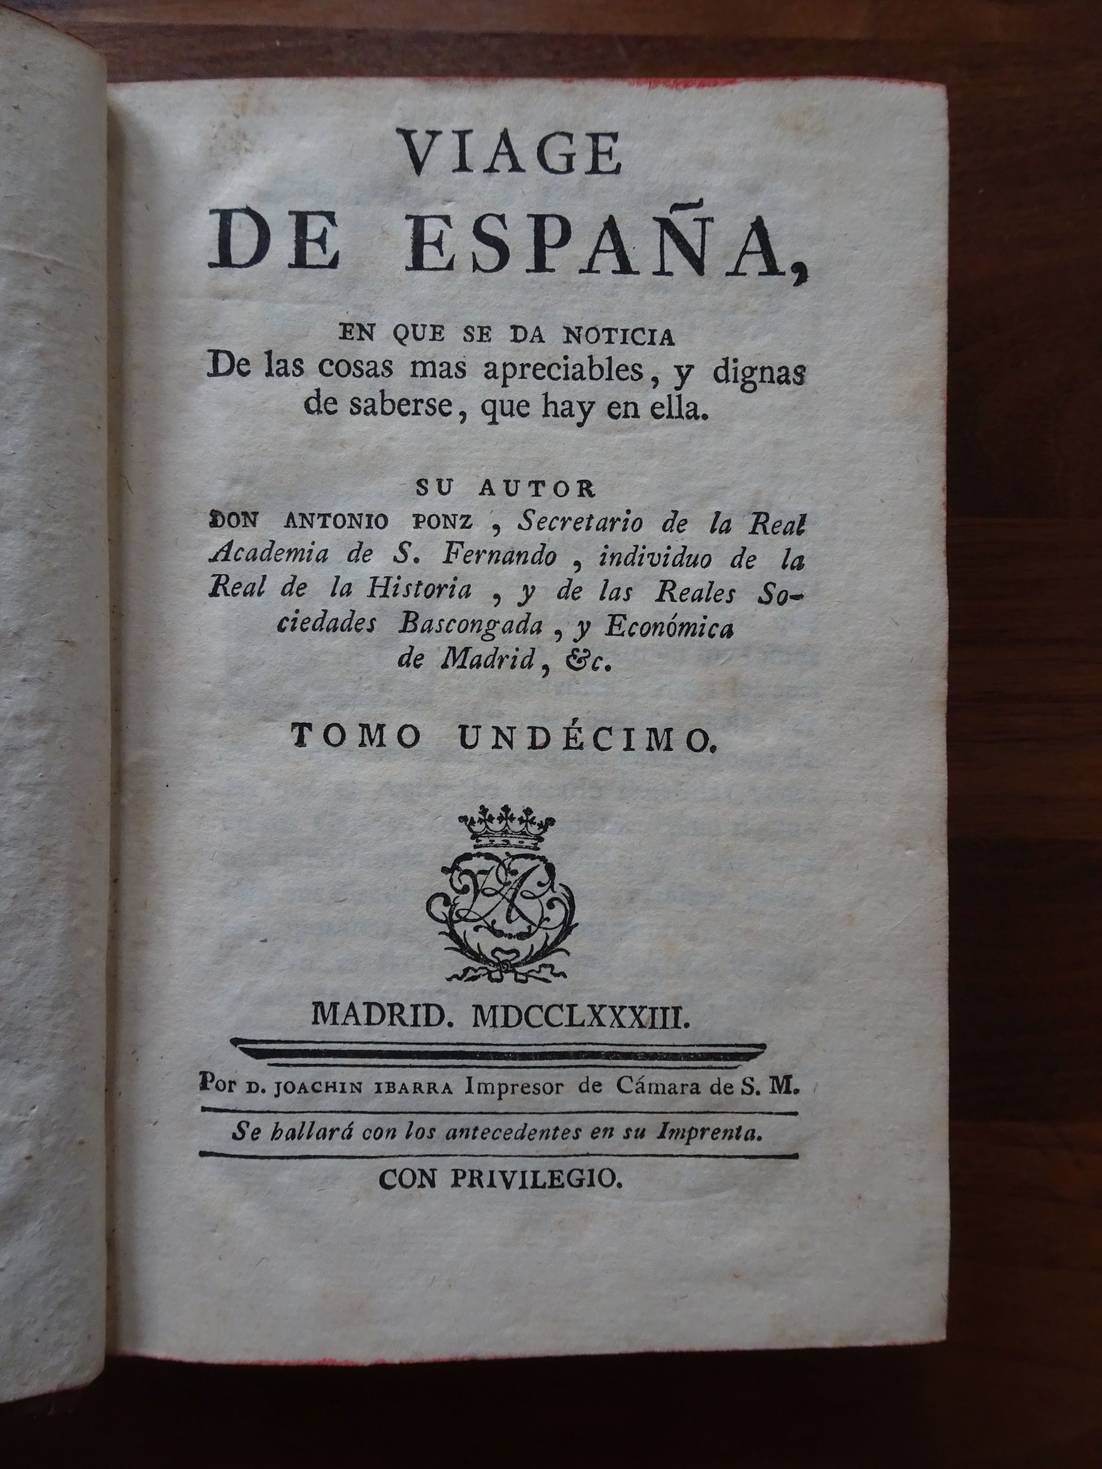 VIAGE
DE ESPAÑA,
EN QUE SE DA NOTICIA
De las cosas mas apreciables, y dignas
de saberse, que hay en ella.
SU AUTOR
DON ANTONIO PONZ, Secretario de la Real
Academia de S. Fernando, individuo de la
Real de la Historia, y de las Reales So-
ciedades Bascongada, y Económica
de Madrid, &c.
TOMO UNDÉCIMO.
MADRID. MDCCLXXXIII.
Por D. JOACHIN IBARRA Impresor de Cámara de S. M.
Se hallará con los antecedentes en su Imprenta.
CON PRIVILEGIO.